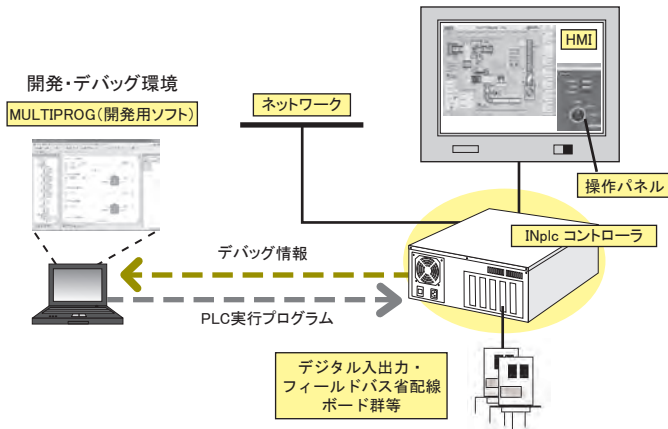 HMI
開発・デバッグ環境
MULTIPROG(開発用ソフト)
ネットワーク
操作パネル
INplc コントローラ
デバッグ情報
PLC実行プログラム
デジタル入出力・
フィールドバス省配線
ボード群等